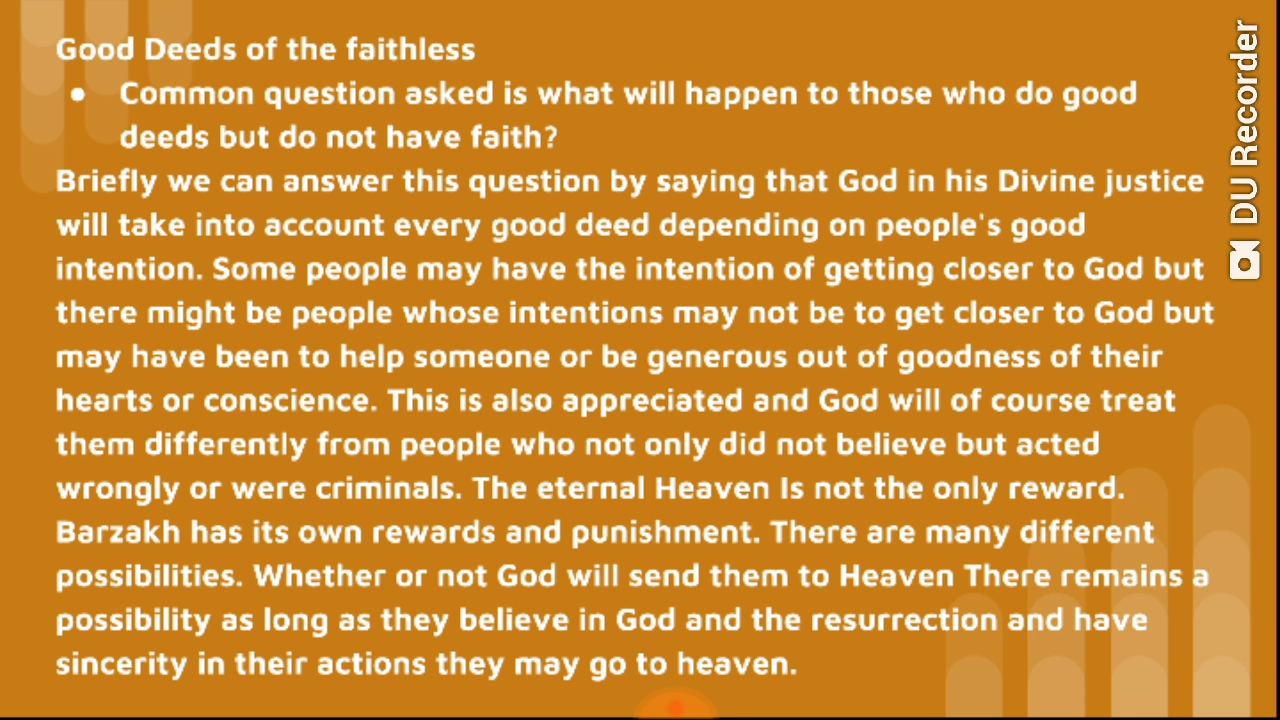 Good Deeds of the faithless
● Common question asked is what will happen to those who do good
deeds but do not have faith?
Briefly we can answer this question by saying that God in his Divine justice
will take into account every good deed depending on people's good
intention. Some people may have the intention of getting closer to God but
there might be people whose intentions may not be to get closer to God but
may have been to help someone or be generous out of goodness of their
hearts or conscience. This is also appreciated and God will of course treat
them differently from people who not only did not believe but acted
wrongly or were criminals. The eternal Heaven Is not the only reward.
Barzakh has its own rewards and punishment. There are many different
possibilities. Whether or not God will send them to Heaven There remains a
possibility as long as they believe in God and the resurrection and have
sincerity in their actions they may go to heaven.
DU Recorder